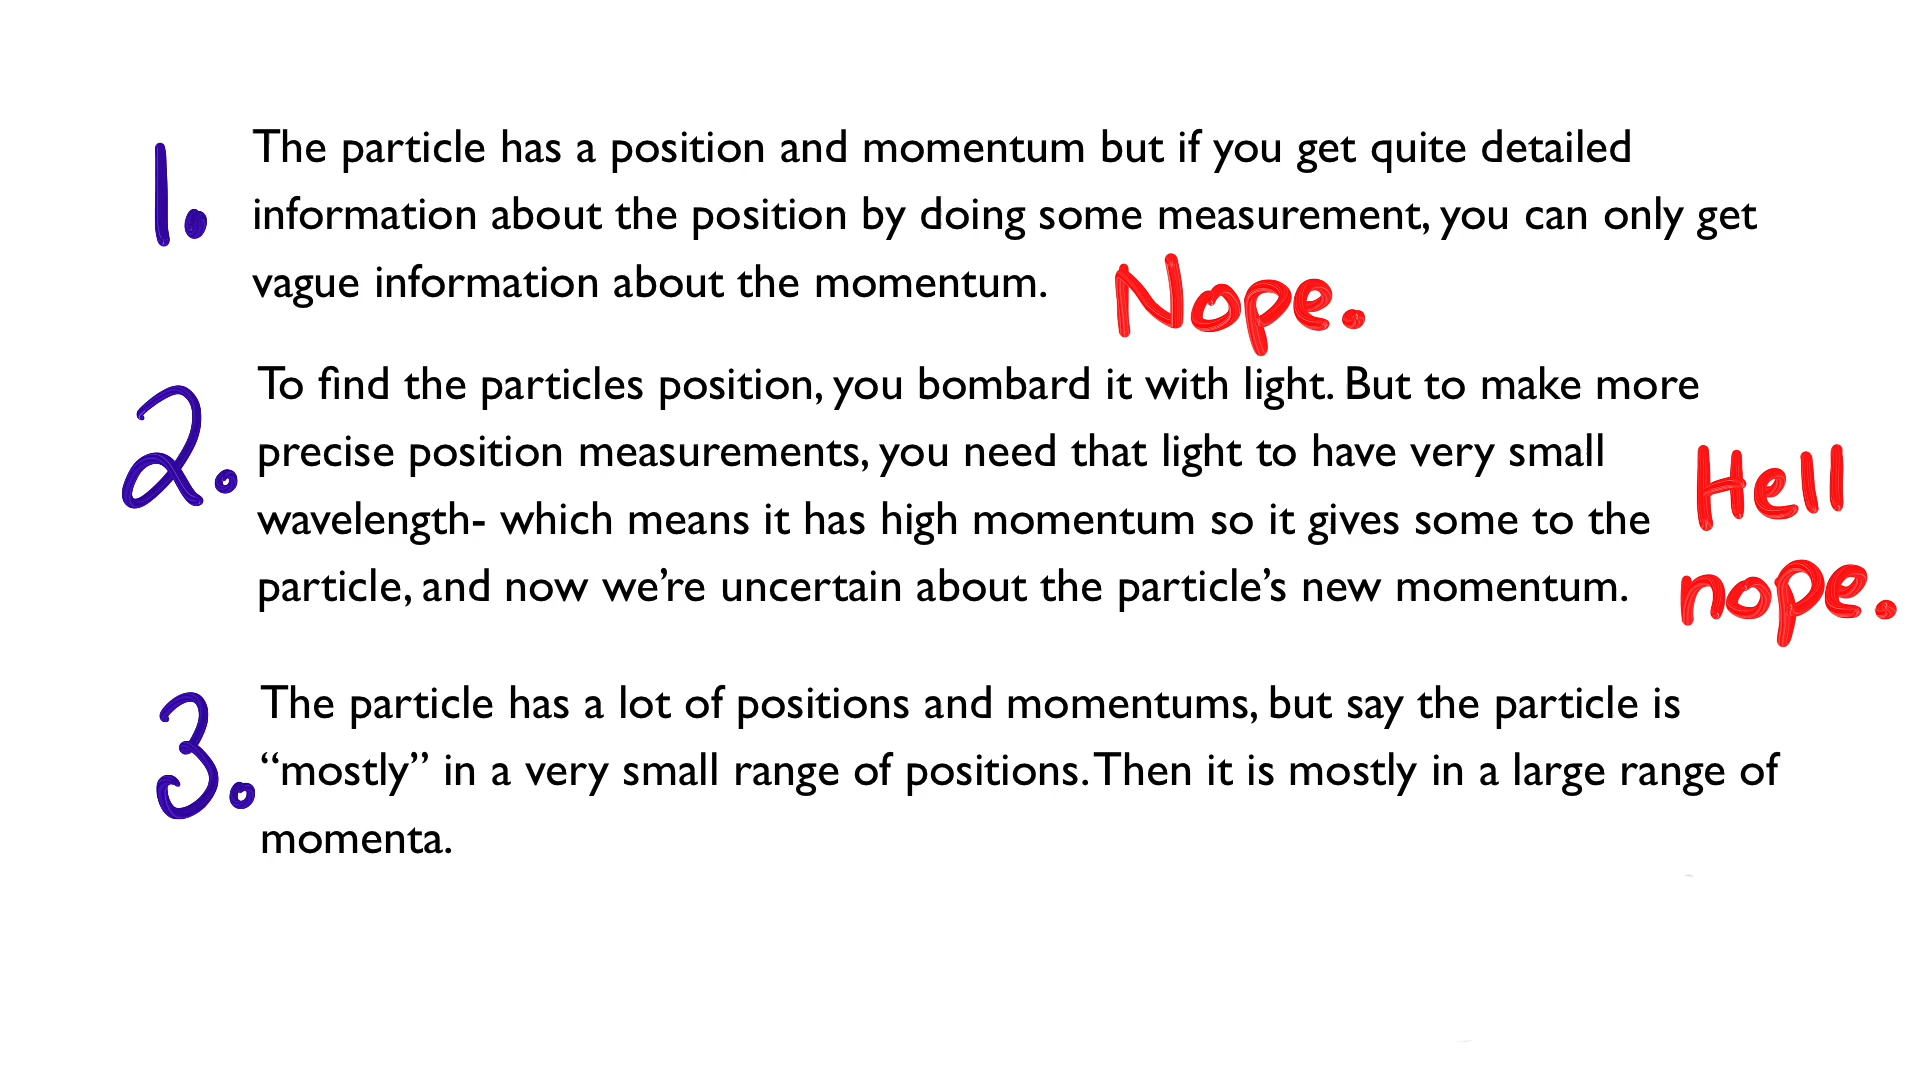 1. The particle has a position and momentum but if you get quite detailed
information about the position by doing some measurement, you can only get
vague information about the momentum. Nope.
2. To find the particles position, you bombard it with light. But to make more
precise position measurements, you need that light to have very small
wavelength- which means it has high momentum so it gives some to the
particle, and now we’re uncertain about the particle’s new momentum.
Hell
nope.
3. The particle has a lot of positions and momentums, but say the particle is
“mostly” in a very small range of positions. Then it is mostly in a large range of
momenta.